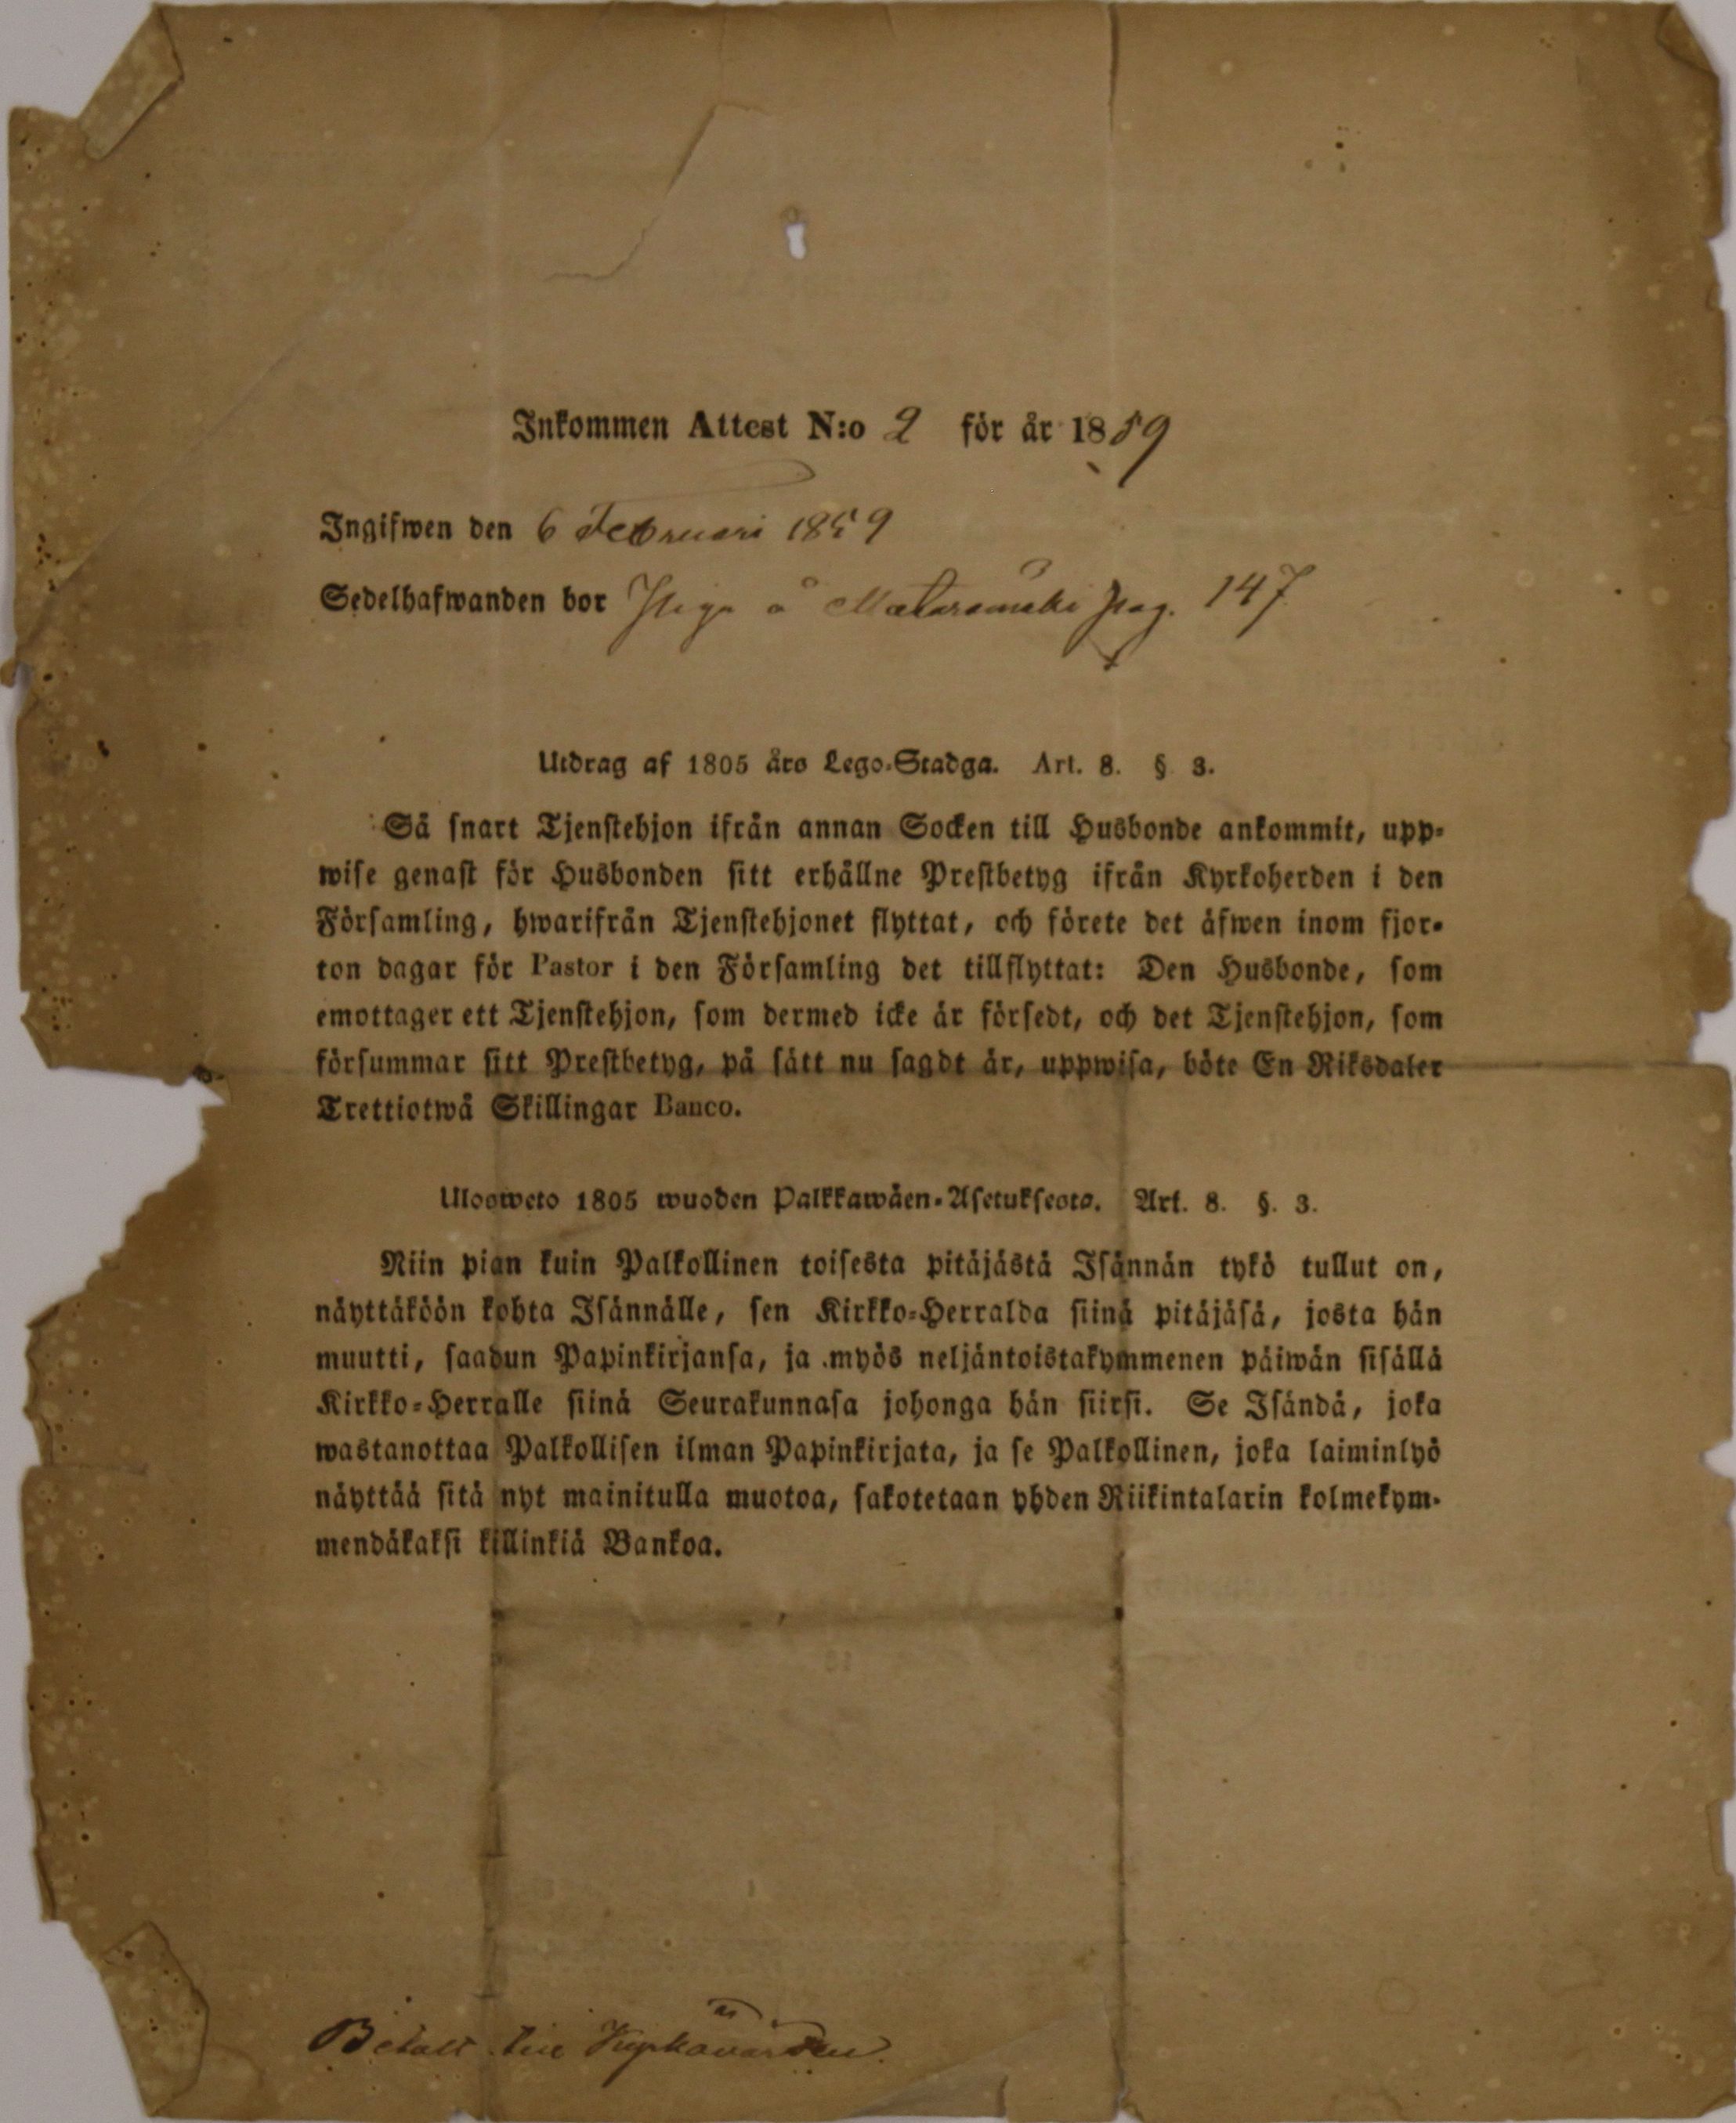 Inkommen Attest N:o 2 för år 1859
Ingifwen den 6 Februari 1859
Sedelhafwanden bor Piga å pag. 147
Utdrag af 1805 års Lego-Stadga. Art. 8. § 3.
Så snart Tjenstehjon ifrån annan Socken till Husbonde ankommit, upp-
wise genast för Husbonden sitt erhållne Prestbetyg ifrån Kyrkoherden i den
Församling, hwarifrån Tjenstehjonet flyttat, och förete det äfwen inom fjor-
ton dagar för Pastor i den Församling det tillflyttat: Den Husbonde, som
emottager ett Tjenstehjon, som dermed icke är försedt, och det Tjenstehjon, som
försummar sitt Prestbetyg, på sätt nu sagdt är, uppwisa, böte En Riksdaler
Trettiotwå Skillingar Banco.
Ulosweto 1805 wuoden Palkkawäen-Asetuksesta. Art. 8. §. 3.
Niin pian kuin Palkollinen toisesta pitäjästä Isännän tykö tullut on,
näyttäköön kohta Isännälle, sen Kirkko-Herralda siinä pitäjäsä, josta hän
muutti, saadun Papinkirjansa, ja myös neljäntoistakymmenen päiwän sisällä
Kirkko-Herralle siinä Seurakunnasa johonga hän siirsi. Se Isändä, joka
wastanottaa Palkollisen ilman Papinkirjata, ja se Palkollinen, joka laiminlyö
näyttää sitä nyt mainitulla muotoa, sakotetaan yhden Riikintalarin kolmekym-
mendäkaksi killinkiä Bankoa.
Betalt till Kyrkovärden.